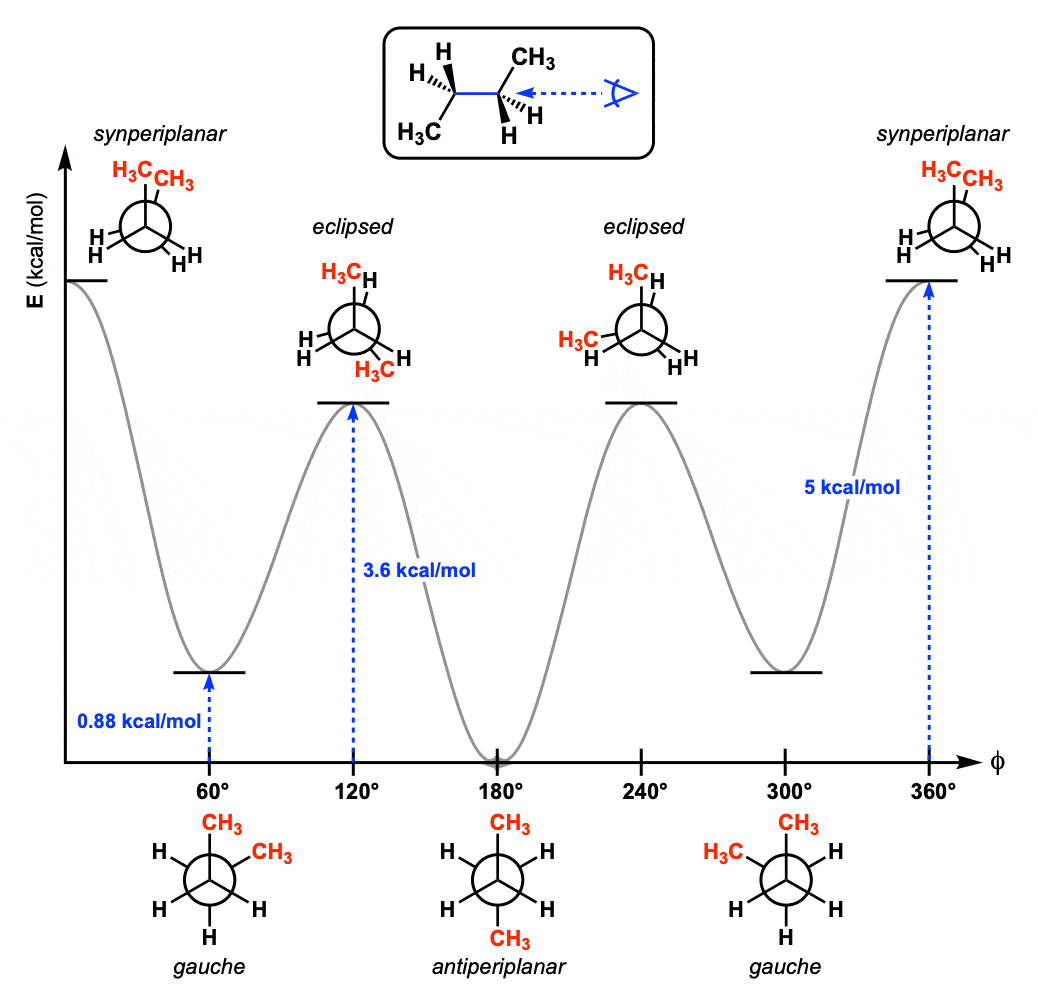 H
CH₃
H
H₃C
H
H
synperiplanar
H₃C
CH₃
H
H
H
H
E (kcal/mol)
eclipsed
H₃C
H
H
H
H
H₃C
eclipsed
H₃C
H
H₃C
H
H
H
synperiplanar
H₃C
CH₃
H
H
H
H
5 kcal/mol
3.6 kcal/mol
0.88 kcal/mol
ϕ
60°
120°
180°
240°
300°
360°
CH₃
H
CH₃
H
H
H
gauche
CH₃
H
H
H
H
CH₃
antiperiplanar
CH₃
H₃C
H
H
H
H
gauche